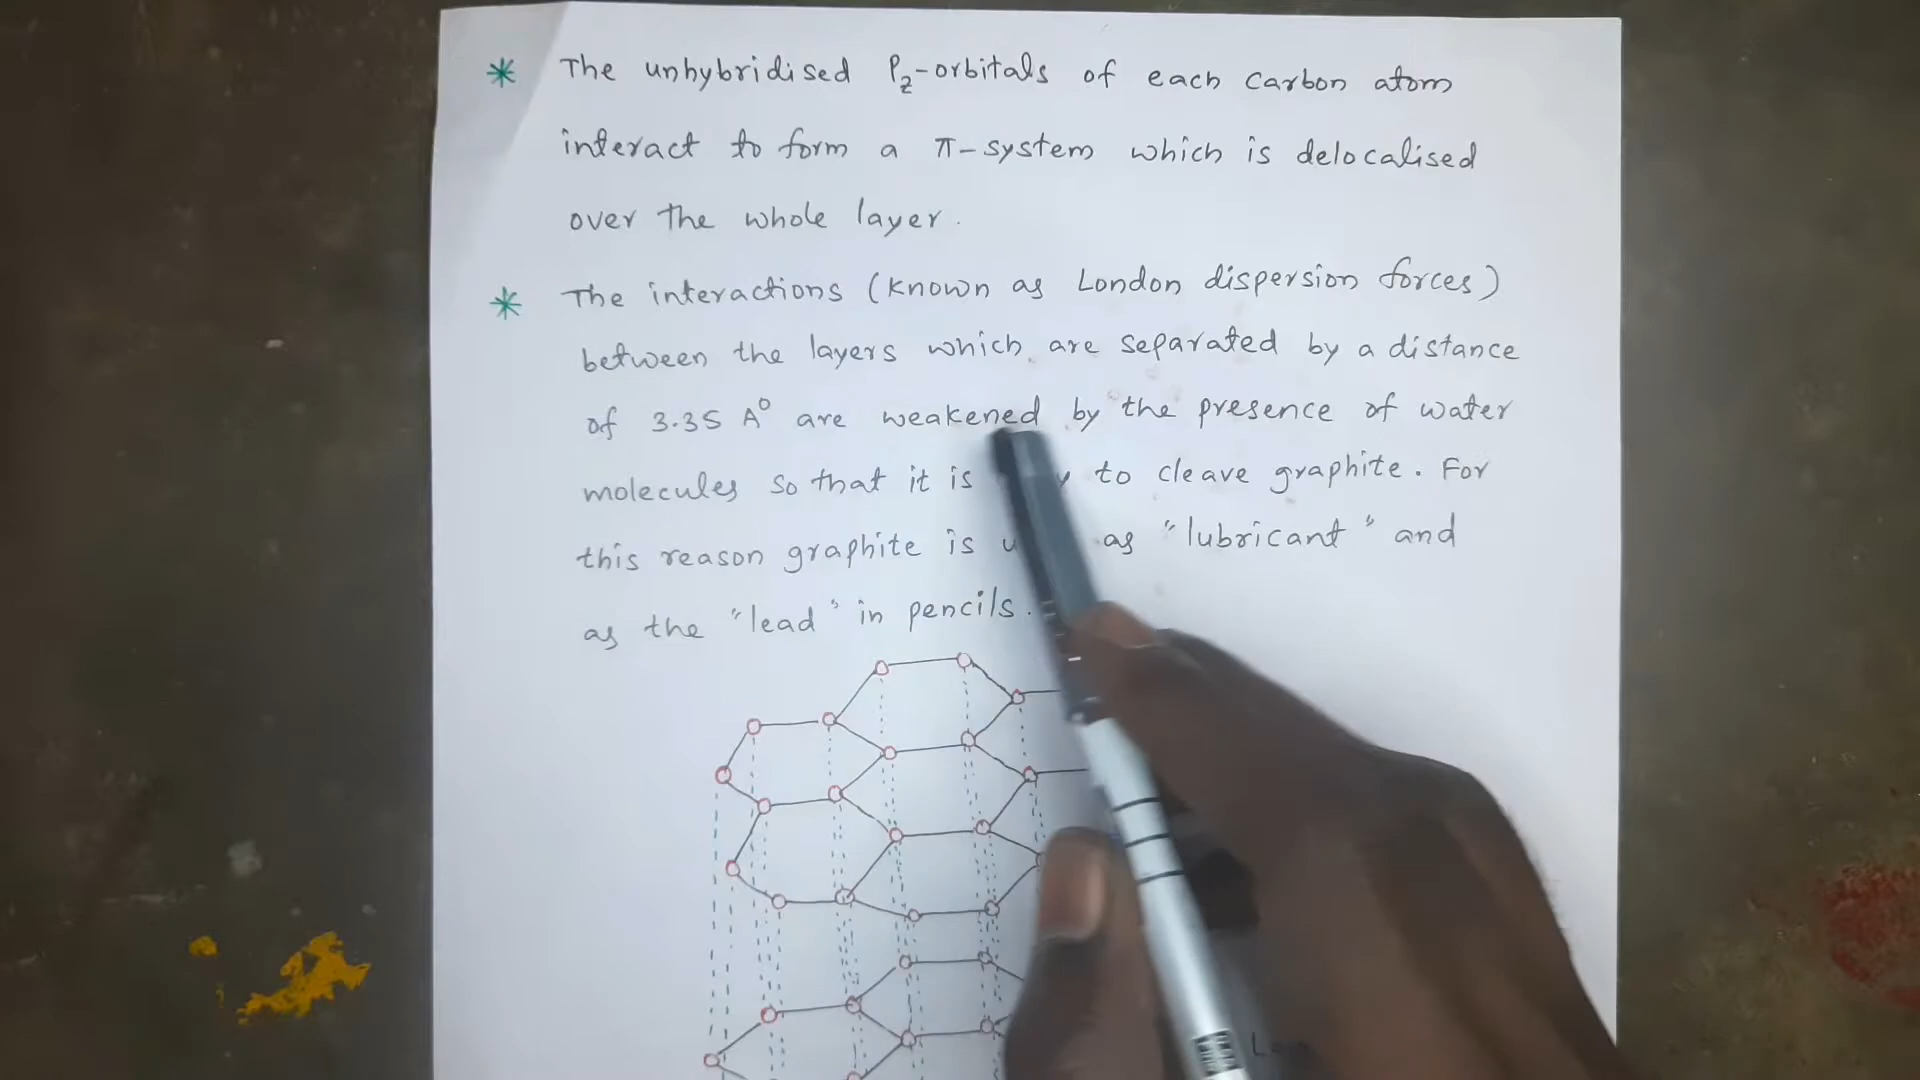 * The unhybridised Pz-orbitals of each carbon atom
interact to form a π-system which is delocalised
over the whole layer.
* The interactions (known as London dispersion forces)
between the layers which are separated by a distance
of 3.35 A° are weakened by the presence of water
molecules so that it is to cleave graphite. For
this reason graphite is as "lubricant" and
as the "lead" in pencils.